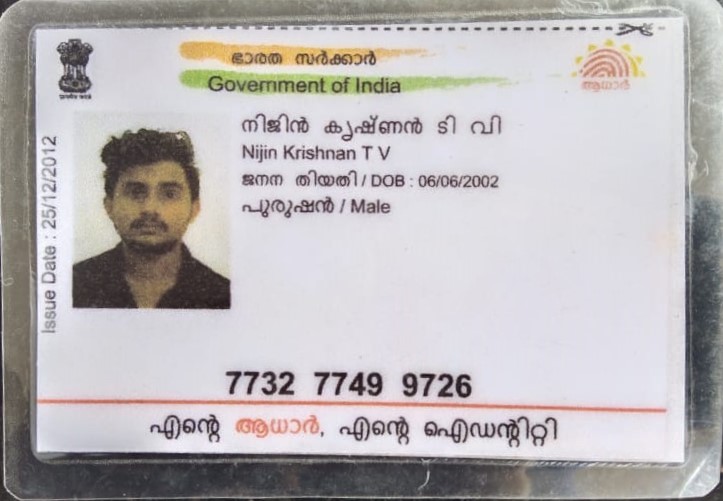 ഭാരത സർക്കാർ
Government of India
ആധാർ
നിജിൻ കൃഷ്ണൻ ടി വി
Nijin Krishnan T V
ജനന തിയതി / DOB : 06/06/2002
പുരുഷൻ / Male
Issue Date : 25/12/2012
7732 7749 9726
എന്റെ ആധാർ, എന്റെ ഐഡന്റിറ്റി